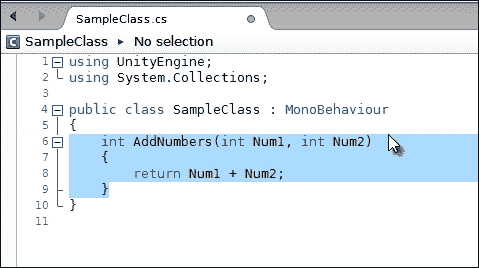 SampleClass.cs
C SampleClass ▸ No selection
1 using UnityEngine;
2 using System.Collections;
3
4 public class SampleClass : MonoBehaviour
5 {
6     int AddNumbers(int Num1, int Num2)
7     {
8         return Num1 + Num2;
9     }
10 }
11